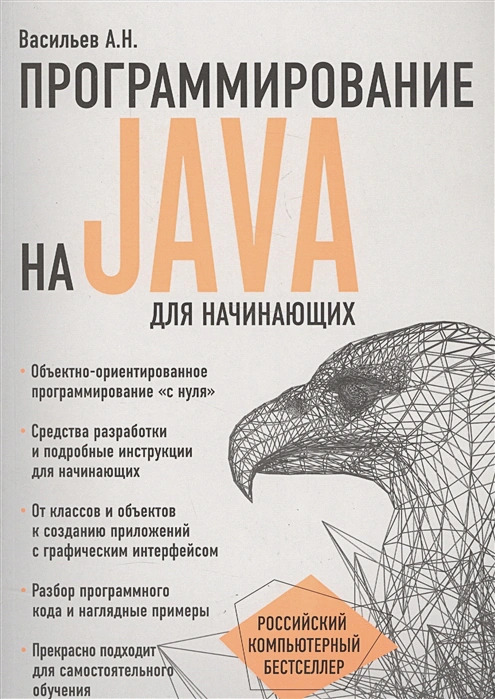 Васильев А.Н.
ПРОГРАММИРОВАНИЕ
НА JAVA
ДЛЯ НАЧИНАЮЩИХ
• Объектно-ориентированное
программирование «с нуля»
• Средства разработки
и подробные инструкции
для начинающих
• От классов и объектов
к созданию приложений
с графическим интерфейсом
• Разбор программного
кода и наглядные примеры
• Прекрасно подходит
для самостоятельного
обучения
РОССИЙСКИЙ
КОМПЬЮТЕРНЫЙ
БЕСТСЕЛЛЕР